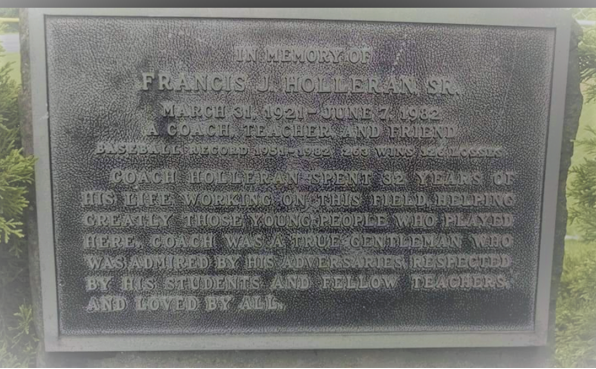 IN MEMORY OF
FRANCIS J. HOLLERAN, SR.
MARCH 31, 1921 - JUNE 7, 1982
A COACH, TEACHER, AND FRIEND
BASEBALL RECORD 1951-1982 263 WINS
COACH HOLLERAN SPENT 32 YEARS OF
HIS LIFE WORKING ON THIS FIELD, HELPING
GREATLY THOSE YOUNG PEOPLE WHO PLAYED
HERE. COACH WAS A TRUE GENTLEMAN WHO
WAS ADMIRED BY HIS ADVERSARIES, RESPECTED
BY HIS STUDENTS AND FELLOW TEACHERS,
AND LOVED BY ALL.